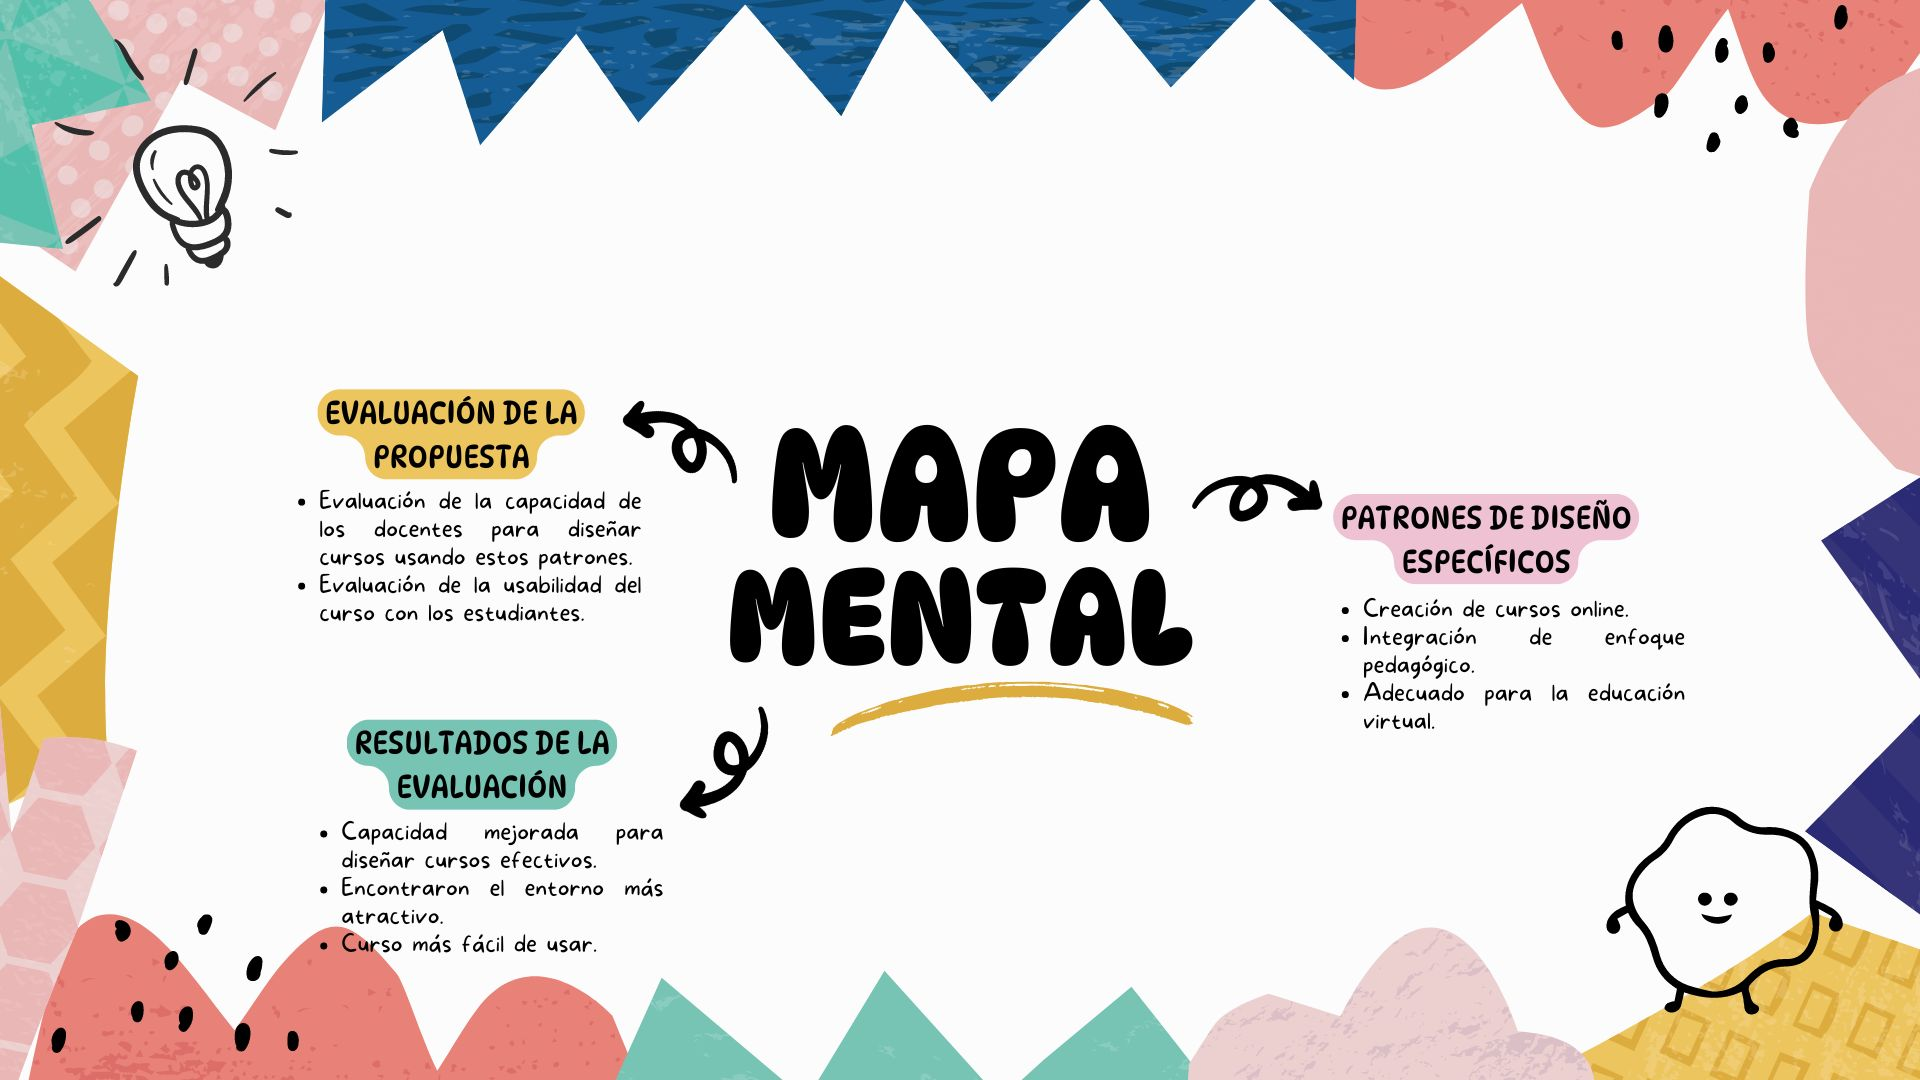 MAPA
MENTAL
EVALUACIÓN DE LA
PROPUESTA
• Evaluación de la capacidad de
los docentes para diseñar
cursos usando estos patrones.
• Evaluación de la usabilidad del
curso con los estudiantes.
RESULTADOS DE LA
EVALUACIÓN
• Capacidad mejorada para
diseñar cursos efectivos.
• Encontraron el entorno más
atractivo.
• Curso más fácil de usar.
PATRONES DE DISEÑO
ESPECÍFICOS
• Creación de cursos online.
• Integración de enfoque
pedagógico.
• Adecuado para la educación
virtual.